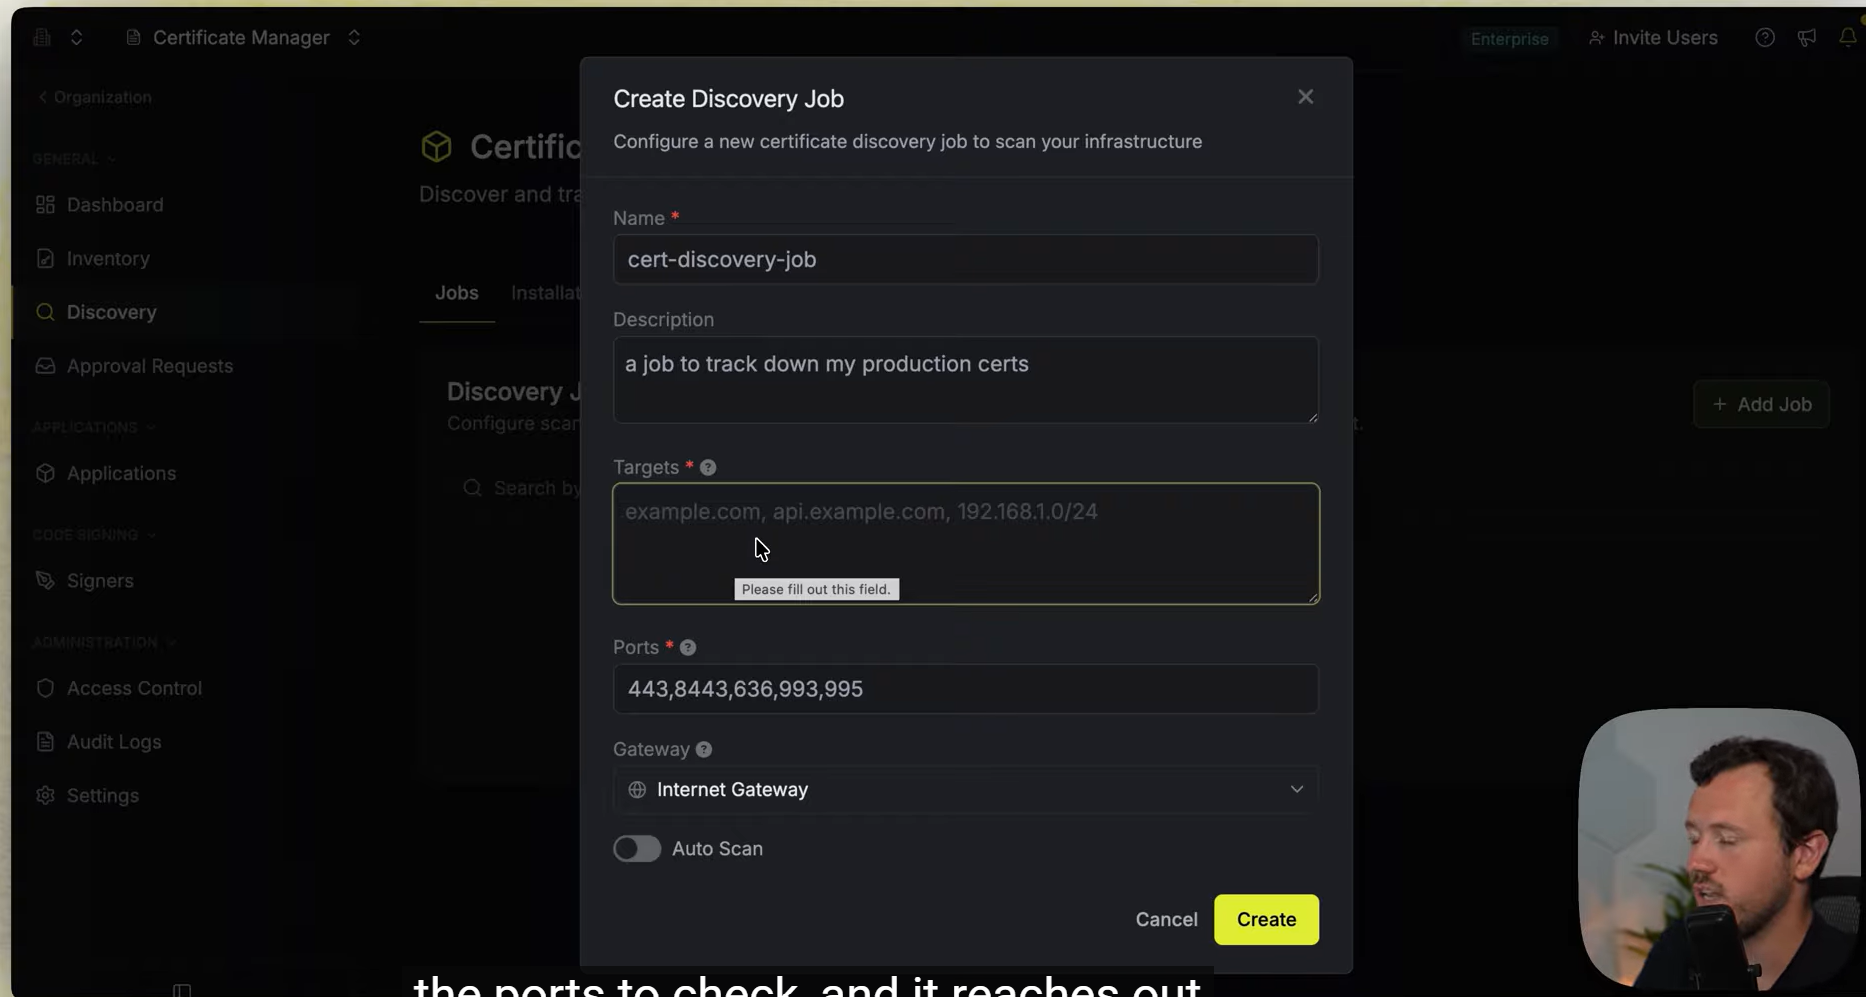 Certificate Manager
Enterprise
Invite Users
Organization
GENERAL
Dashboard
Inventory
Discovery
Approval Requests
APPLICATIONS
Applications
CODE SIGNING
Signers
ADMINISTRATION
Access Control
Audit Logs
Settings
Certific
Discover and tra
Jobs
Installat
Discovery J
Configure scan
Search by
+ Add Job
Create Discovery Job
Configure a new certificate discovery job to scan your infrastructure
Name *
cert-discovery-job
Description
a job to track down my production certs
Targets * ?
example.com, api.example.com, 192.168.1.0/24
Please fill out this field.
Ports * ?
443,8443,636,993,995
Gateway ?
Internet Gateway
Auto Scan
Cancel
Create
the ports to check, and it reaches out